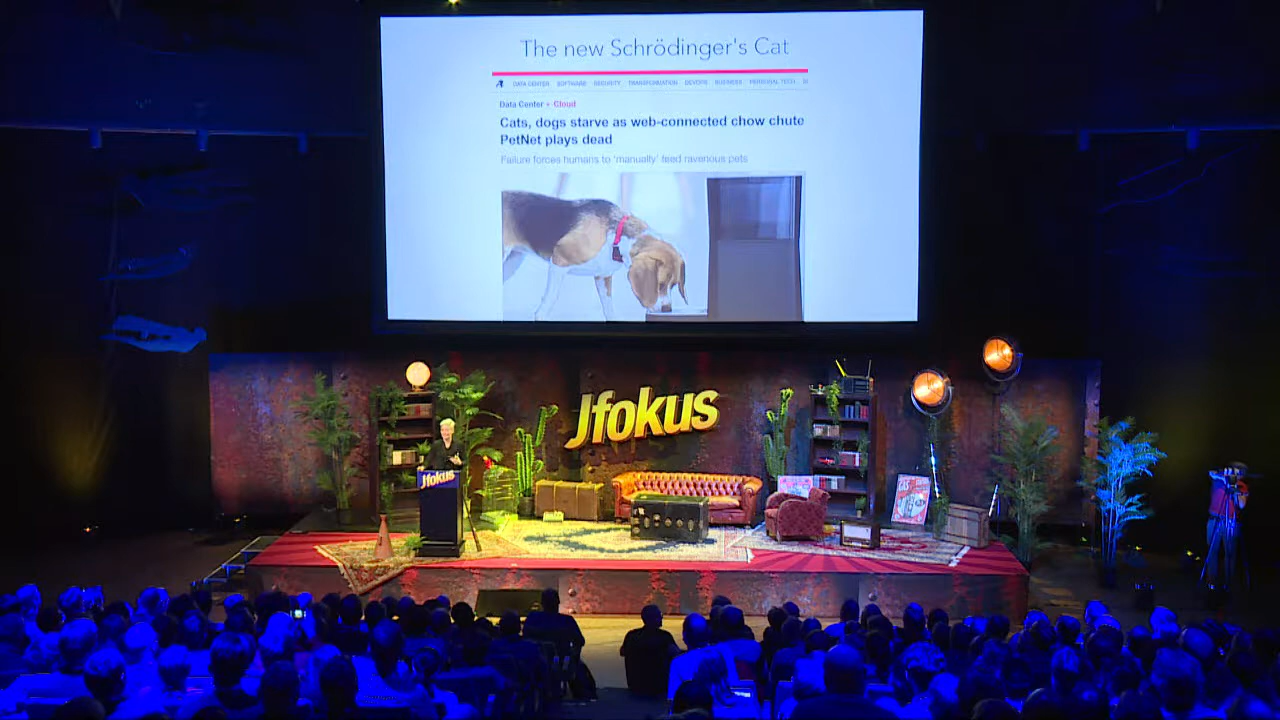 The new Schrödinger's Cat
DATA CENTER SOFTWARE SECURITY TRANSFORMATION DEVOPS BUSINESS PERSONAL TECH
Data Center • Cloud
Cats, dogs starve as web-connected chow chute
PetNet plays dead
Failure forces humans to 'manually' feed ravenous pets
Jfokus
Jfokus